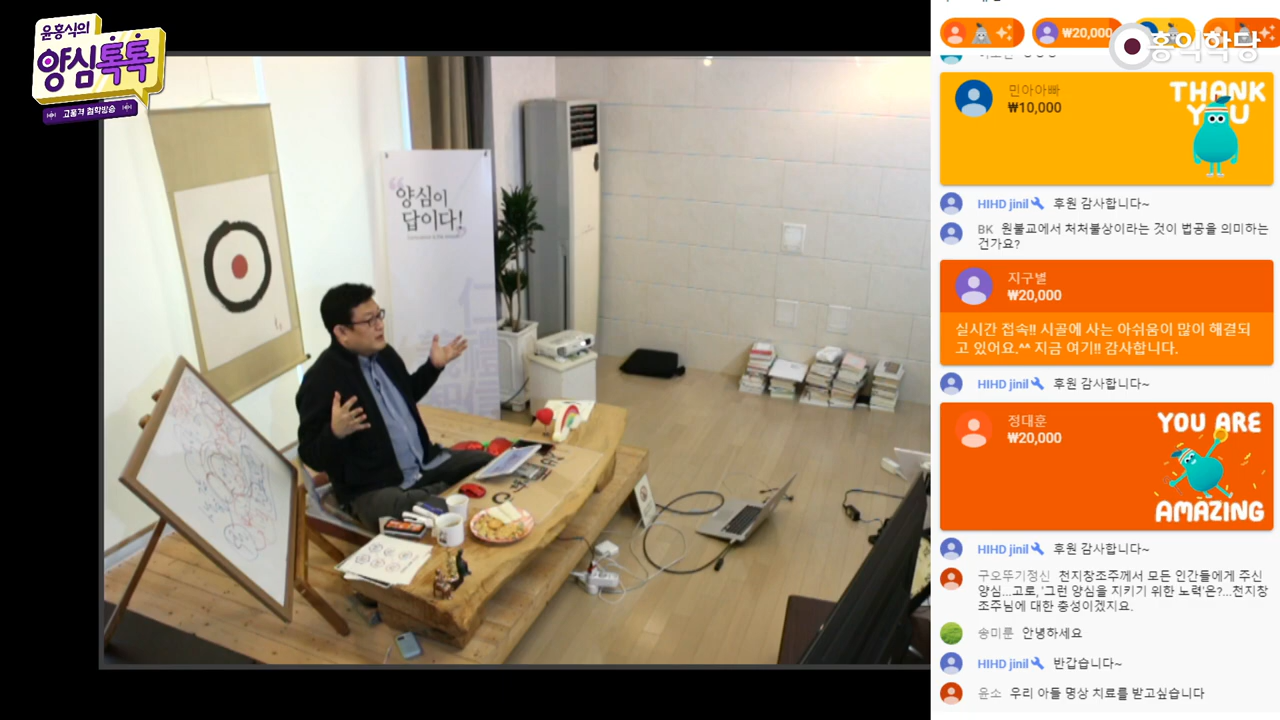 윤홍식의
양심톡톡
고품격 철학방송
양심이
답이다!
₩20,000
홍익학당
민아아빠
₩10,000
THANK
YOU
HIHD jinil 후원 감사합니다~
BK 원불교에서 처처불상이라는 것이 법공을 의미하는
건가요?
지구별
₩20,000
실시간 접속!! 시골에 사는 아쉬움이 많이 해결되
고 있어요.^^ 지금 여기!! 감사합니다.
HIHD jinil 후원 감사합니다~
정대훈
₩20,000
YOU ARE
AMAZING
HIHD jinil 후원 감사합니다~
구오뚜기정신 천지창조주께서 모든 인간들에게 주신
양심...고로, '그런 양심을 지키기 위한 노력'은?...천지창
조주님에 대한 충성이겠지요.
송미룬 안녕하세요
HIHD jinil 반갑습니다~
윤소 우리 아들 명상 치료를 받고싶습니다